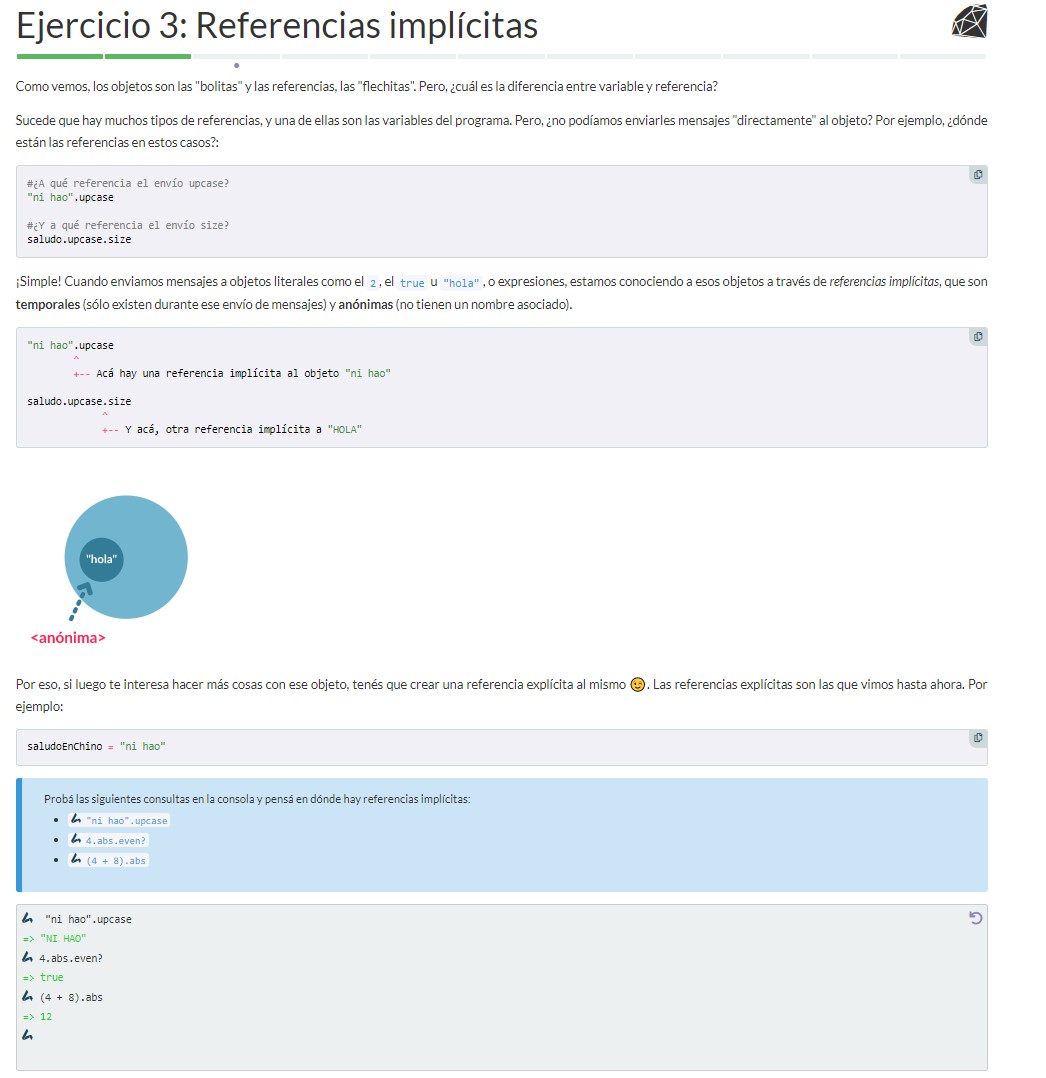 Ejercicio 3: Referencias implícitas
Como vemos, los objetos son las "bolitas" y las referencias, las "flechitas". Pero, ¿cuál es la diferencia entre variable y referencia?
Sucede que hay muchos tipos de referencias, y una de ellas son las variables del programa. Pero, ¿no podíamos enviarles mensajes "directamente" al objeto? Por ejemplo, ¿dónde
están las referencias en estos casos?:
#¿A qué referencia el envío upcase?
"ni hao".upcase
#¿Y a qué referencia el envío size?
saludo.upcase.size
¡Simple! Cuando enviamos mensajes a objetos literales como el 2, el true u "hola", o expresiones, estamos conociendo a esos objetos a través de referencias implícitas, que son
temporales (sólo existen durante ese envío de mensajes) y anónimas (no tienen un nombre asociado).
"ni hao".upcase
^
+-- Acá hay una referencia implícita al objeto "ni hao"
saludo.upcase.size
^
+-- Y acá, otra referencia implícita a "HOLA"
"hola"
<anónima>
Por eso, si luego te interesa hacer más cosas con ese objeto, tenés que crear una referencia explícita al mismo 😉. Las referencias explícitas son las que vimos hasta ahora. Por
ejemplo:
saludoEnChino = "ni hao"
Probá las siguientes consultas en la consola y pensá en dónde hay referencias implícitas:
"ni hao".upcase
4.abs.even?
(4 + 8).abs
"ni hao".upcase
=> "NI HAO"
4.abs.even?
=> true
(4 + 8).abs
=> 12